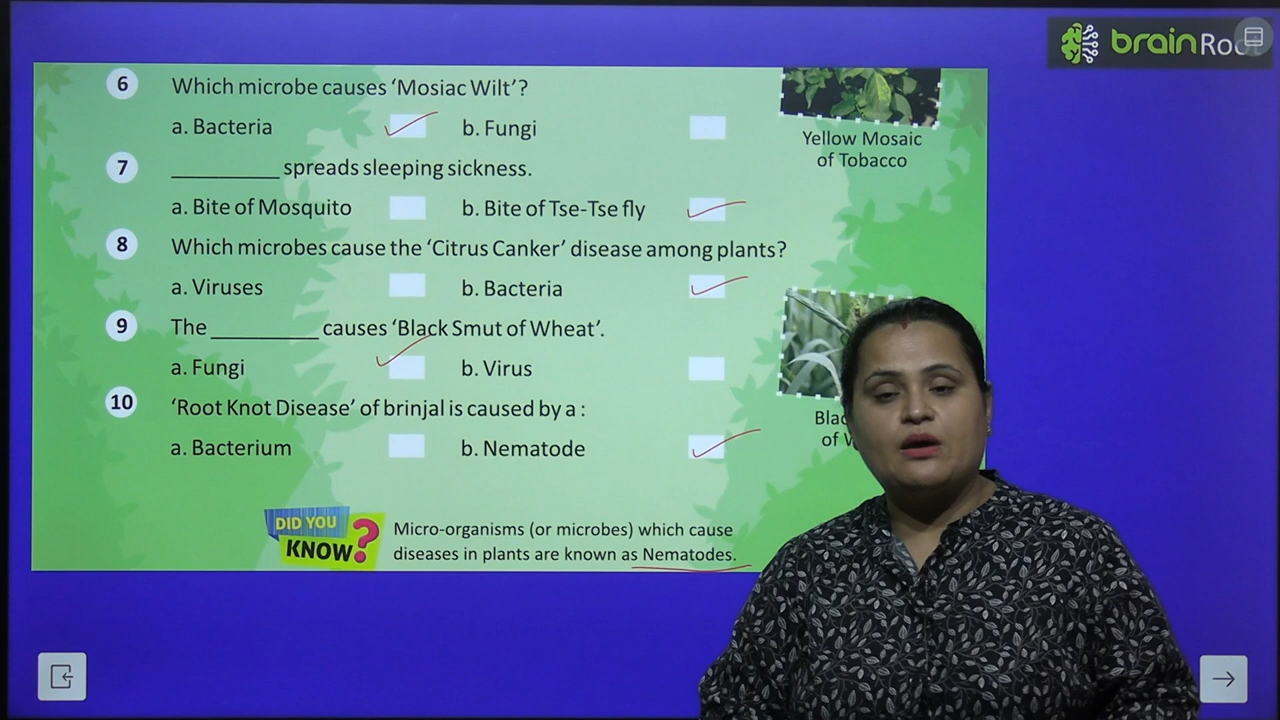 brainRoo
6 Which microbe causes ‘Mosiac Wilt’?
a. Bacteria b. Fungi
Yellow Mosaic
of Tobacco
7 __________ spreads sleeping sickness.
a. Bite of Mosquito b. Bite of Tse-Tse fly
8 Which microbes cause the ‘Citrus Canker’ disease among plants?
a. Viruses b. Bacteria
9 The __________ causes ‘Black Smut of Wheat’.
a. Fungi b. Virus
10 ‘Root Knot Disease’ of brinjal is caused by a :
a. Bacterium b. Nematode
of
DID YOU
KNOW?
Micro-organisms (or microbes) which cause
diseases in plants are known as Nematodes.